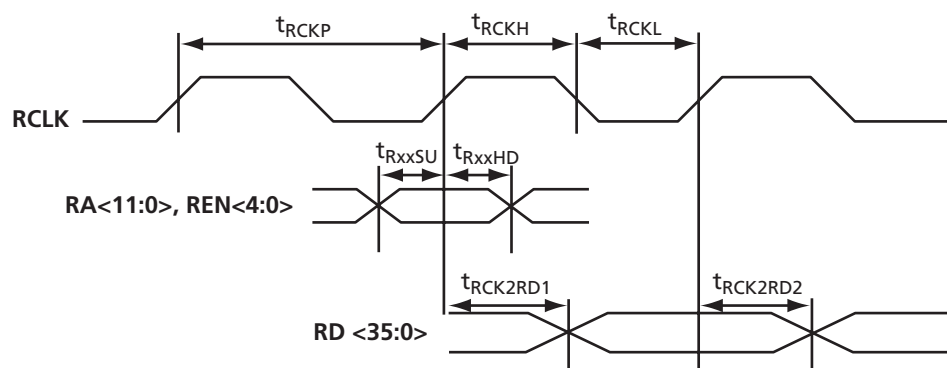 tRCKP tRCKH tRCKL
RCLK
tRxxSU tRxxHD
RA<11:0>, REN<4:0>
tRCK2RD1 tRCK2RD2
RD <35:0>